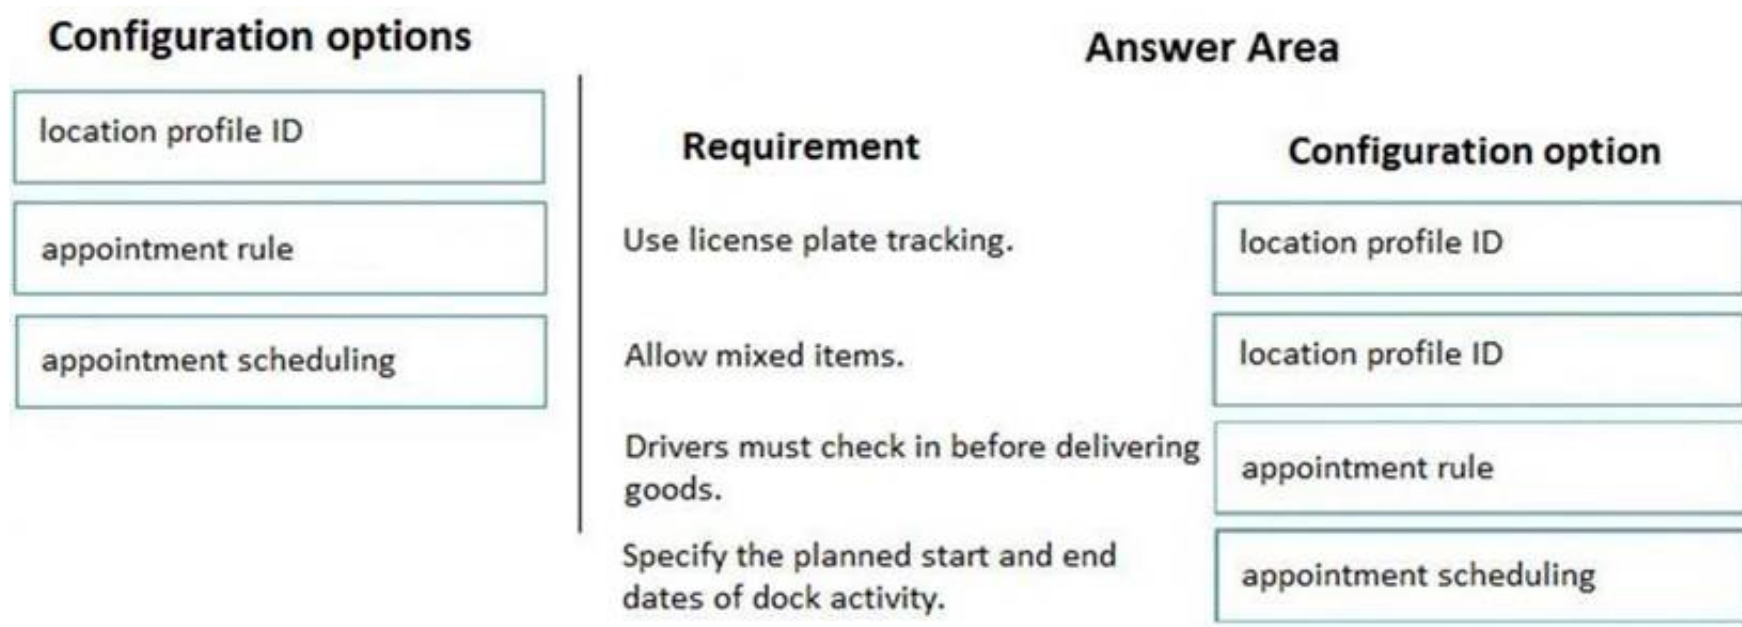 Configuration options
location profile ID
appointment rule
appointment scheduling
Answer Area
Requirement
Configuration option
Use license plate tracking.
location profile ID
Allow mixed items.
location profile ID
Drivers must check in before delivering
goods.
appointment rule
Specify the planned start and end
dates of dock activity.
appointment scheduling